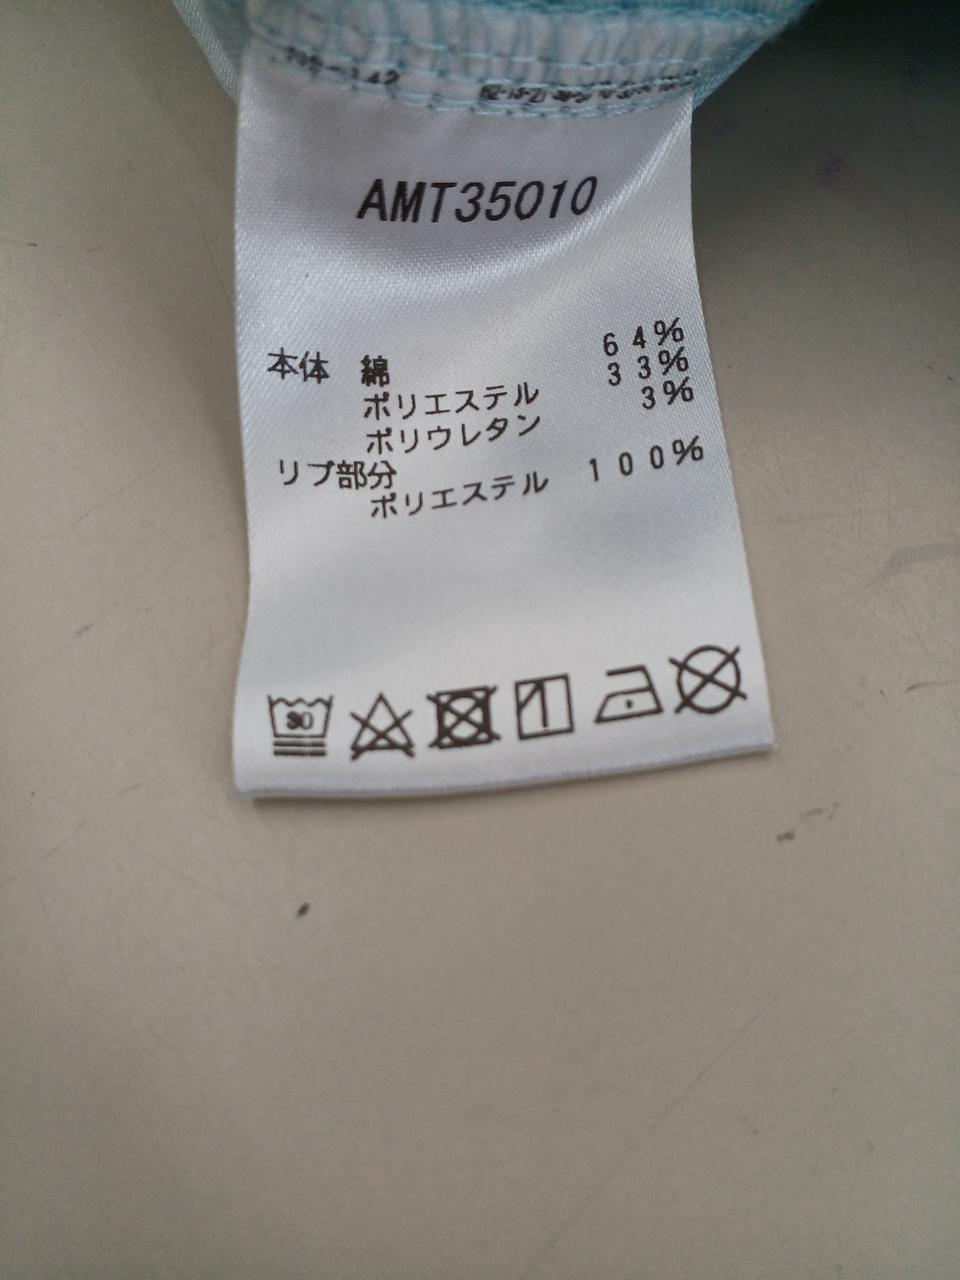 AMT35010
本体 綿 64%
ポリエステル 33%
ポリウレタン 3%
リブ部分
ポリエステル 100%
30